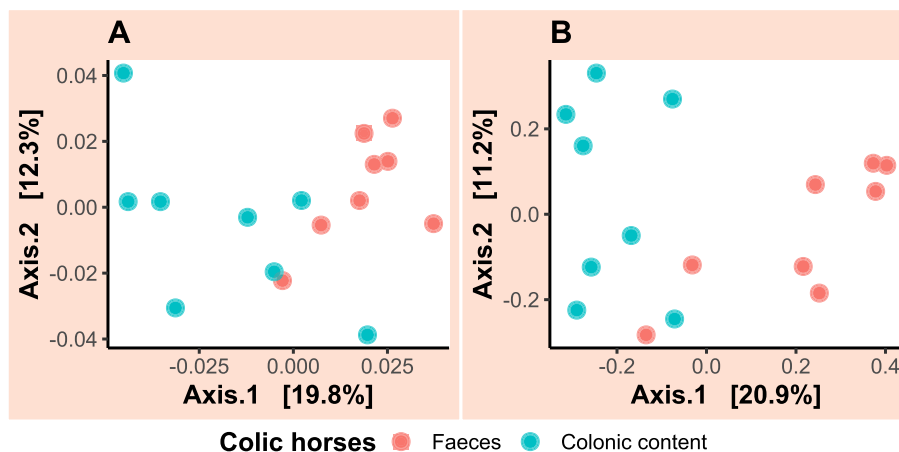 A
B
0.04
0.02
0.00
-0.02
-0.04
Axis.2 [12.3%]
-0.025
0.000
0.025
Axis.1 [19.8%]
0.2
0.0
-0.2
Axis.2 [11.2%]
-0.2
0.0
0.2
0.4
Axis.1 [20.9%]
Colic horses Faeces Colonic content